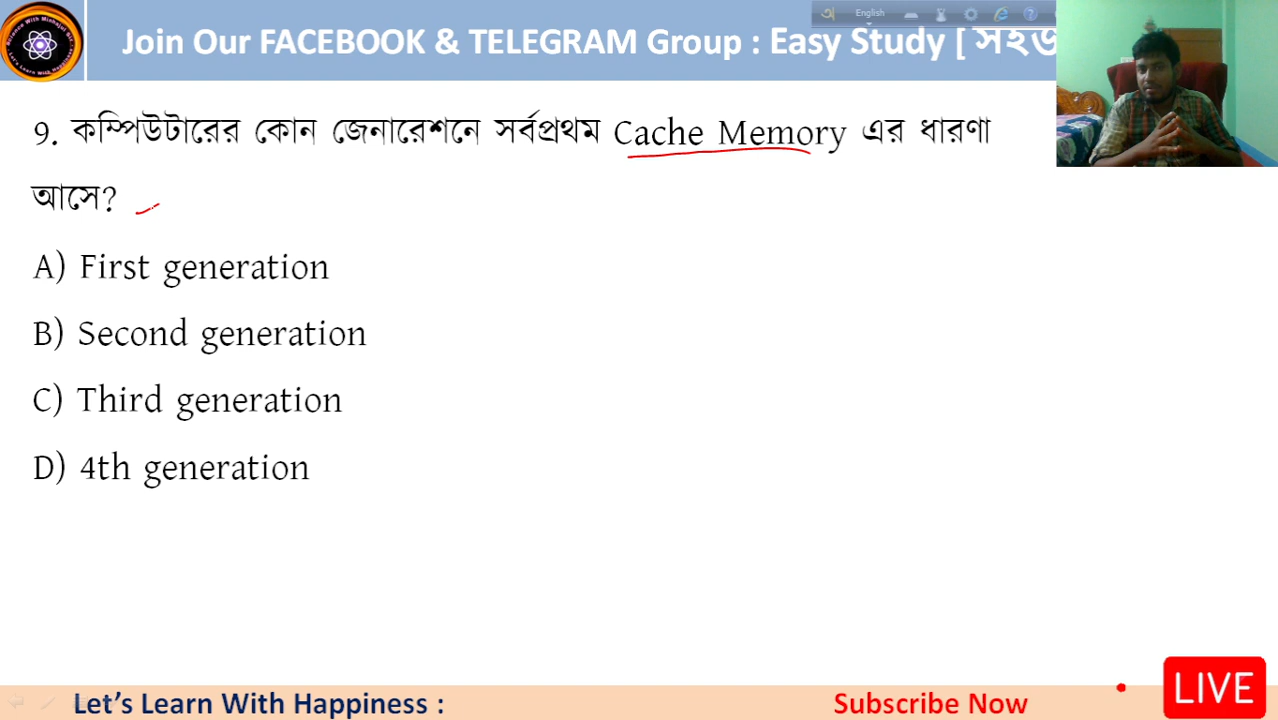 English
Join Our FACEBOOK & TELEGRAM Group : Easy Study [
9. কম্পিউটারের কোন জেনারেশনে সর্বপ্রথম Cache Memory এর ধারণা
আসে?
A) First generation
B) Second generation
C) Third generation
D) 4th generation
Let's Learn With Happiness :
Subscribe Now
LIVE